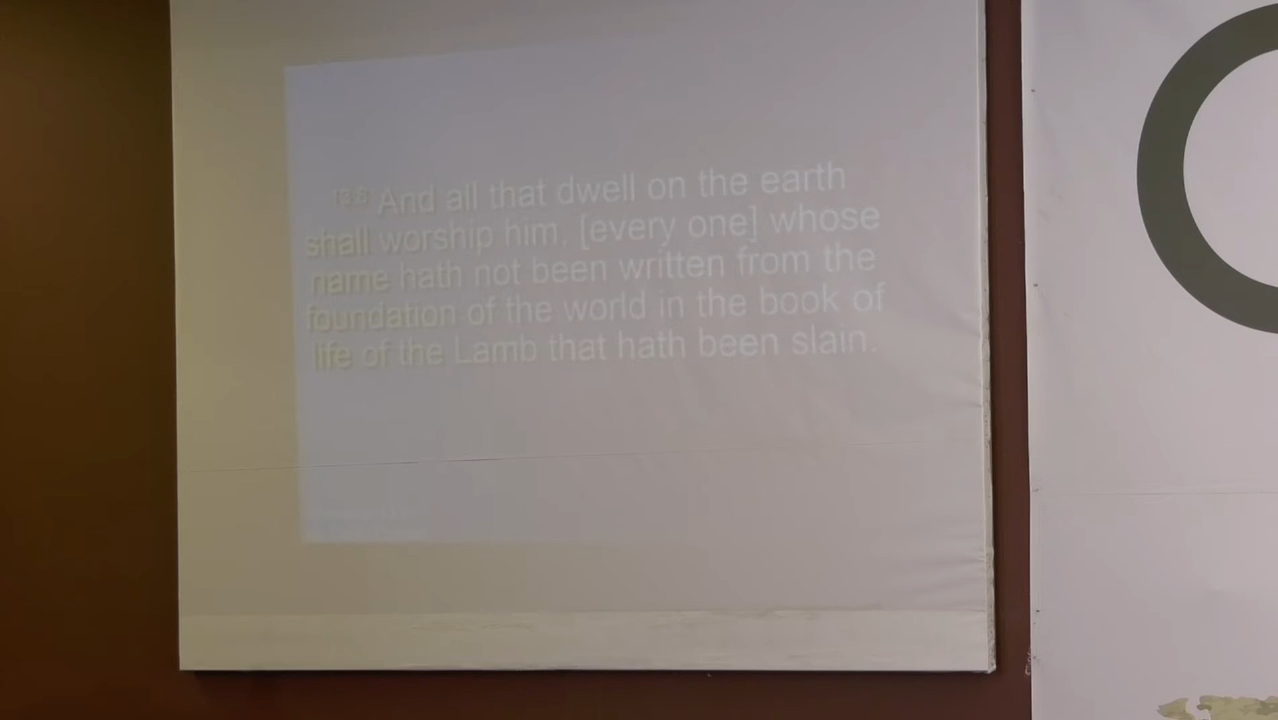 13:8 And all that dwell on the earth
shall worship him, [every one] whose
name hath not been written from the
foundation of the world in the book of
life of the Lamb that hath been slain.